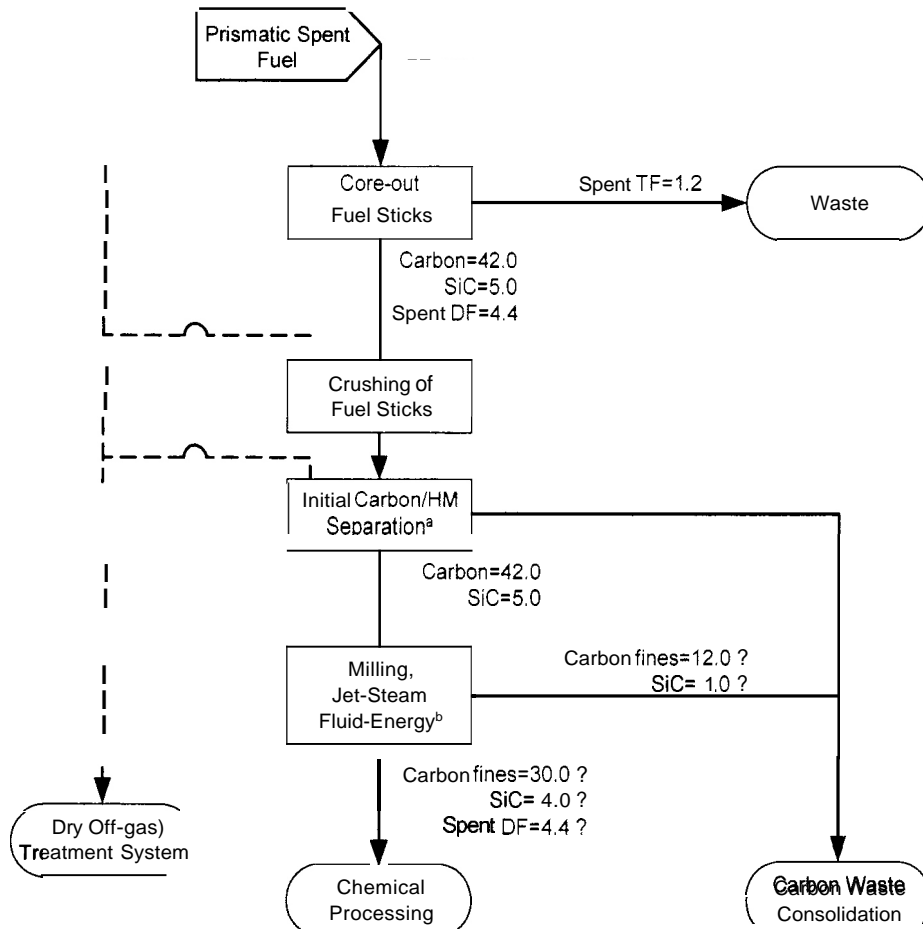 Prismatic Spent
Fuel
Core-out
Fuel Sticks
Spent TF=1.2
Waste
Carbon=42.0
SiC=5.0
Spent DF=4.4
Crushing of
Fuel Sticks
Initial Carbon/HM
Separationᵃ
Carbon=42.0
SiC=5.0
Milling,
Jet-Steam
Fluid-Energyᵇ
Carbon fines=12.0 ?
SiC= 1.0 ?
Carbon fines=30.0 ?
SiC= 4.0 ?
Spent DF=4.4 ?
Dry Off-gas)
Treatment System
Chemical
Processing
Carbon Waste
Consolidation